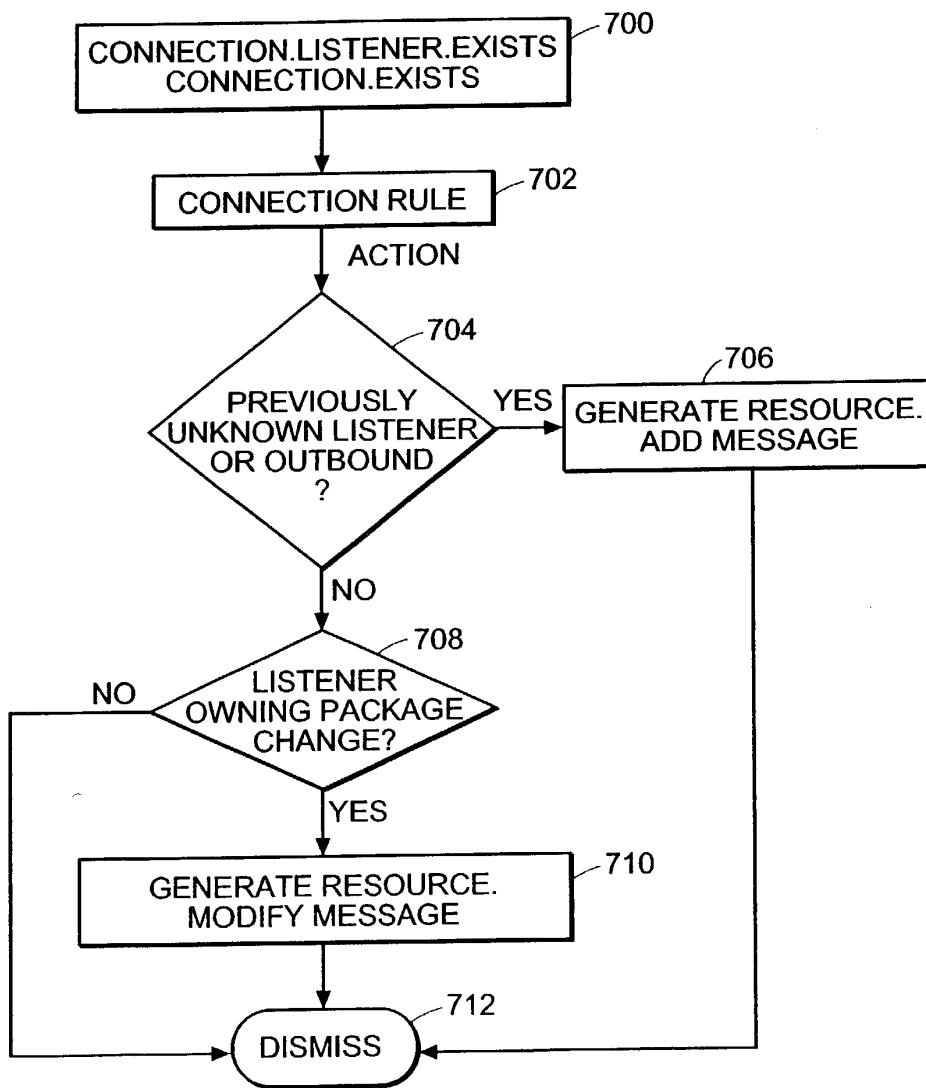 700
CONNECTION.LISTENER.EXISTS
CONNECTION.EXISTS
702
CONNECTION RULE
ACTION
704
PREVIOUSLY
UNKNOWN LISTENER
OR OUTBOUND
?
YES
706
GENERATE RESOURCE.
ADD MESSAGE
NO
708
LISTENER
OWNING PACKAGE
CHANGE?
NO
YES
710
GENERATE RESOURCE.
MODIFY MESSAGE
712
DISMISS